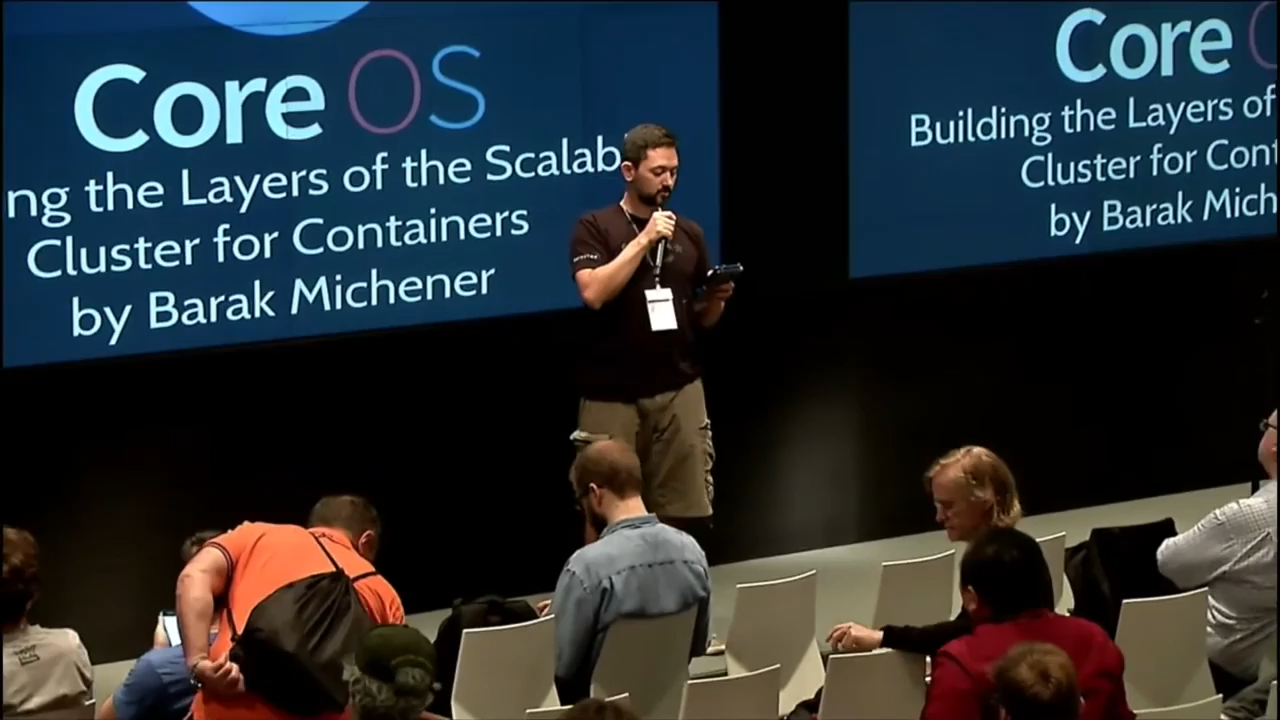 Core OS
ng the Layers of the Scalab
Cluster for Containers
by Barak Michener
Core
Building the Layers of
Cluster for Cont
by Barak Mich